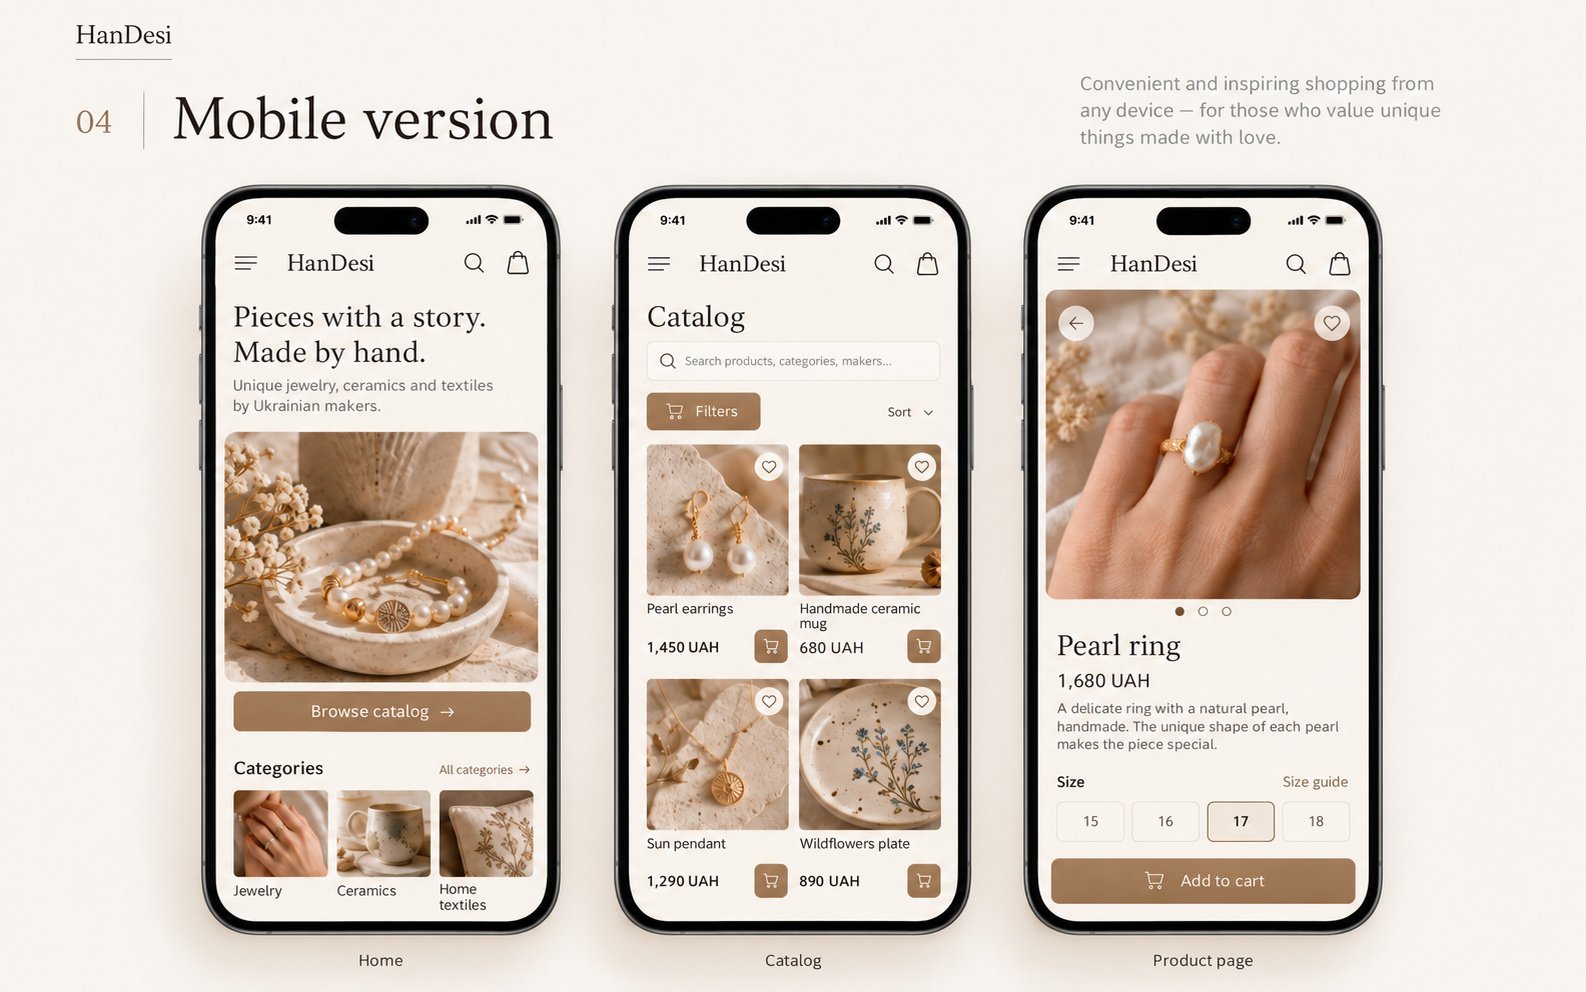 HanDesi
04
Mobile version
Convenient and inspiring shopping from
any device — for those who value unique
things made with love.
9:41
HanDesi
Pieces with a story.
Made by hand.
Unique jewelry, ceramics and textiles
by Ukrainian makers.
Browse catalog →
Categories
All categories →
Jewelry
Ceramics
Home
textiles
Home
9:41
HanDesi
Catalog
Search products, categories, makers...
Filters
Sort
Pearl earrings
1,450 UAH
Handmade ceramic
mug
680 UAH
Sun pendant
1,290 UAH
Wildflowers plate
890 UAH
Catalog
9:41
HanDesi
Pearl ring
1,680 UAH
A delicate ring with a natural pearl,
handmade. The unique shape of each pearl
makes the piece special.
Size
Size guide
15
16
17
18
Add to cart
Product page